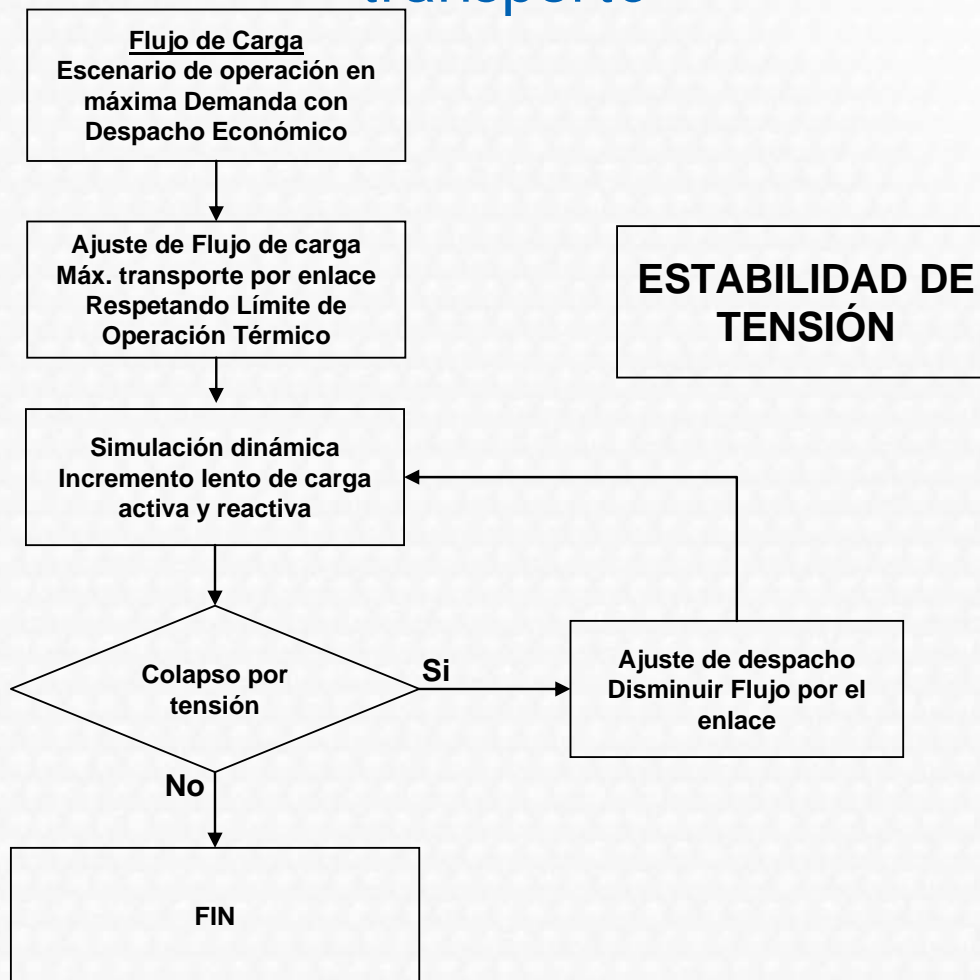 transporte
Flujo de Carga
Escenario de operación en
máxima Demanda con
Despacho Económico
Ajuste de Flujo de carga
Máx. transporte por enlace
Respetando Límite de
Operación Térmico
ESTABILIDAD DE
TENSIÓN
Simulación dinámica
Incremento lento de carga
activa y reactiva
Colapso por
tensión
Si
Ajuste de despacho
Disminuir Flujo por el
enlace
No
FIN